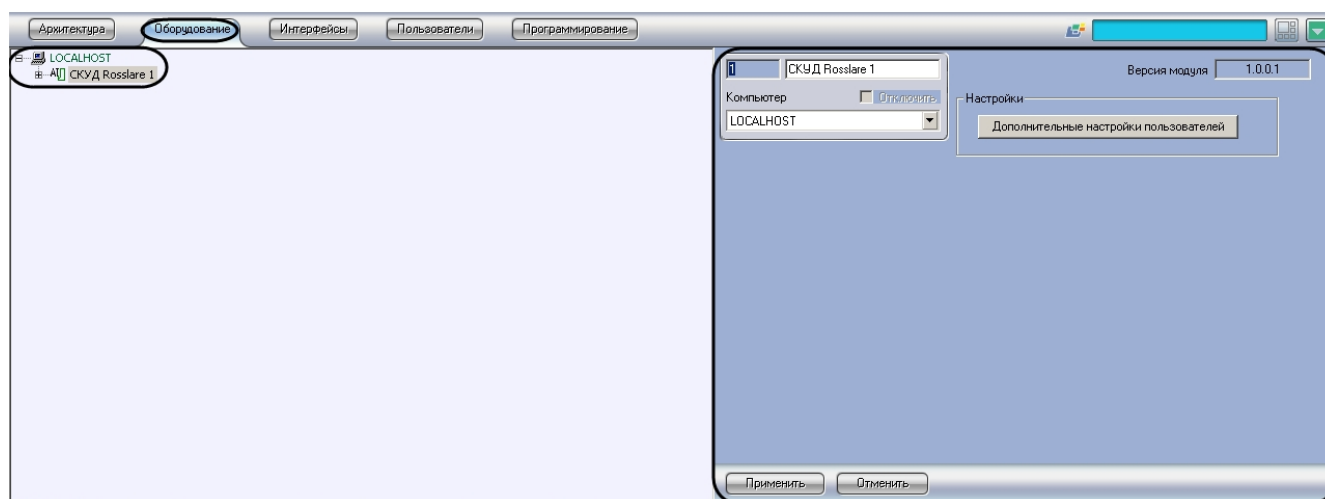 Архитектура Оборудование Интерфейсы Пользователи Программирование
LOCALHOST
СКУД Rosslare 1
1 СКУД Rosslare 1 Версия модуля 1.0.0.1
Компьютер Отключить Настройки
LOCALHOST Дополнительные настройки пользователей
Применить Отменить